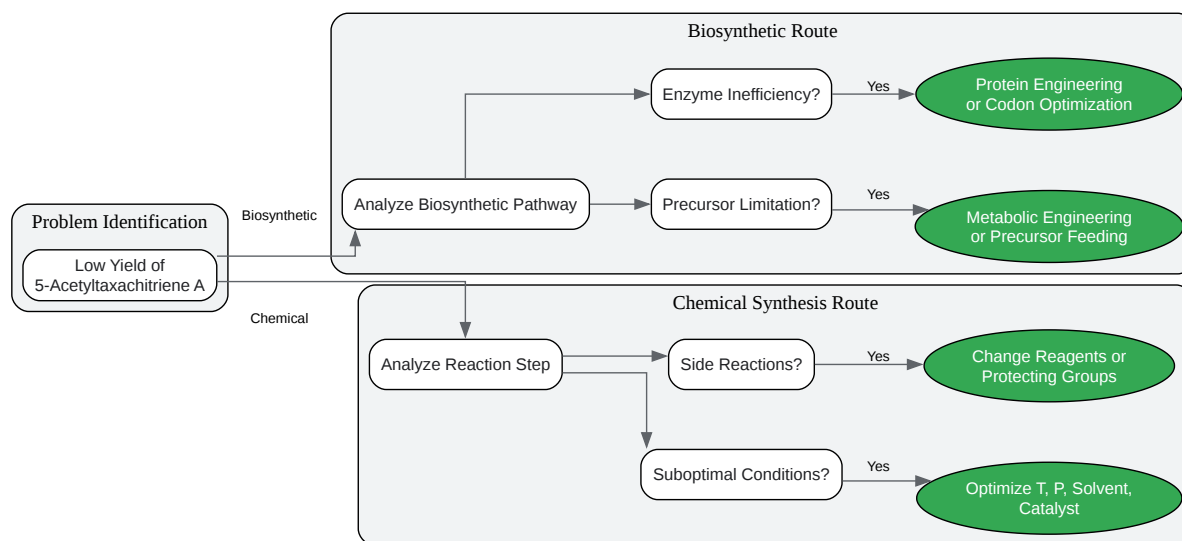 Biosynthetic Route
Enzyme Inefficiency?
Yes
Protein Engineering
or Codon Optimization
Problem Identification
Low Yield of
5-Acetyltaxachitriene A
Biosynthetic
Analyze Biosynthetic Pathway
Precursor Limitation?
Yes
Metabolic Engineering
or Precursor Feeding
Chemical
Chemical Synthesis Route
Analyze Reaction Step
Side Reactions?
Yes
Change Reagents or
Protecting Groups
Suboptimal Conditions?
Yes
Optimize T, P, Solvent,
Catalyst